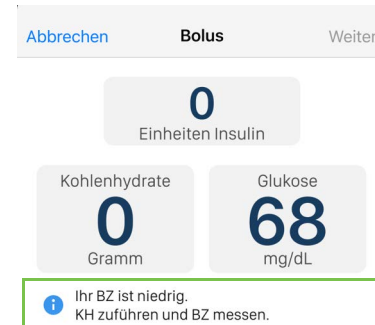 Abbrechen Bolus Weiter
0
Einheiten Insulin
Kohlenhydrate Glukose
0 68
Gramm mg/dL
Ihr BZ ist niedrig.
KH zuführen und BZ messen.